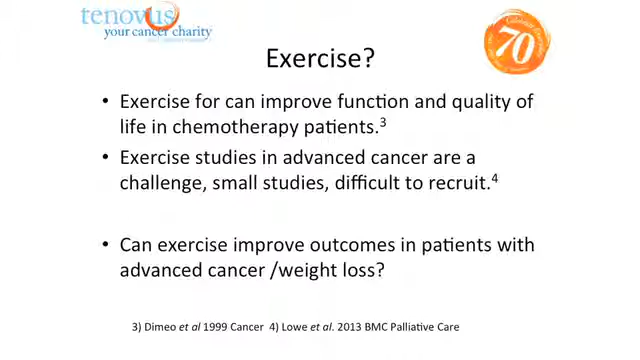 tenovus
your cancer charity
70
Exercise?
• Exercise for can improve function and quality of
life in chemotherapy patients.³
• Exercise studies in advanced cancer are a
challenge, small studies, difficult to recruit.⁴
• Can exercise improve outcomes in patients with
advanced cancer /weight loss?
3) Dimeo et al 1999 Cancer 4) Lowe et al. 2013 BMC Palliative Care